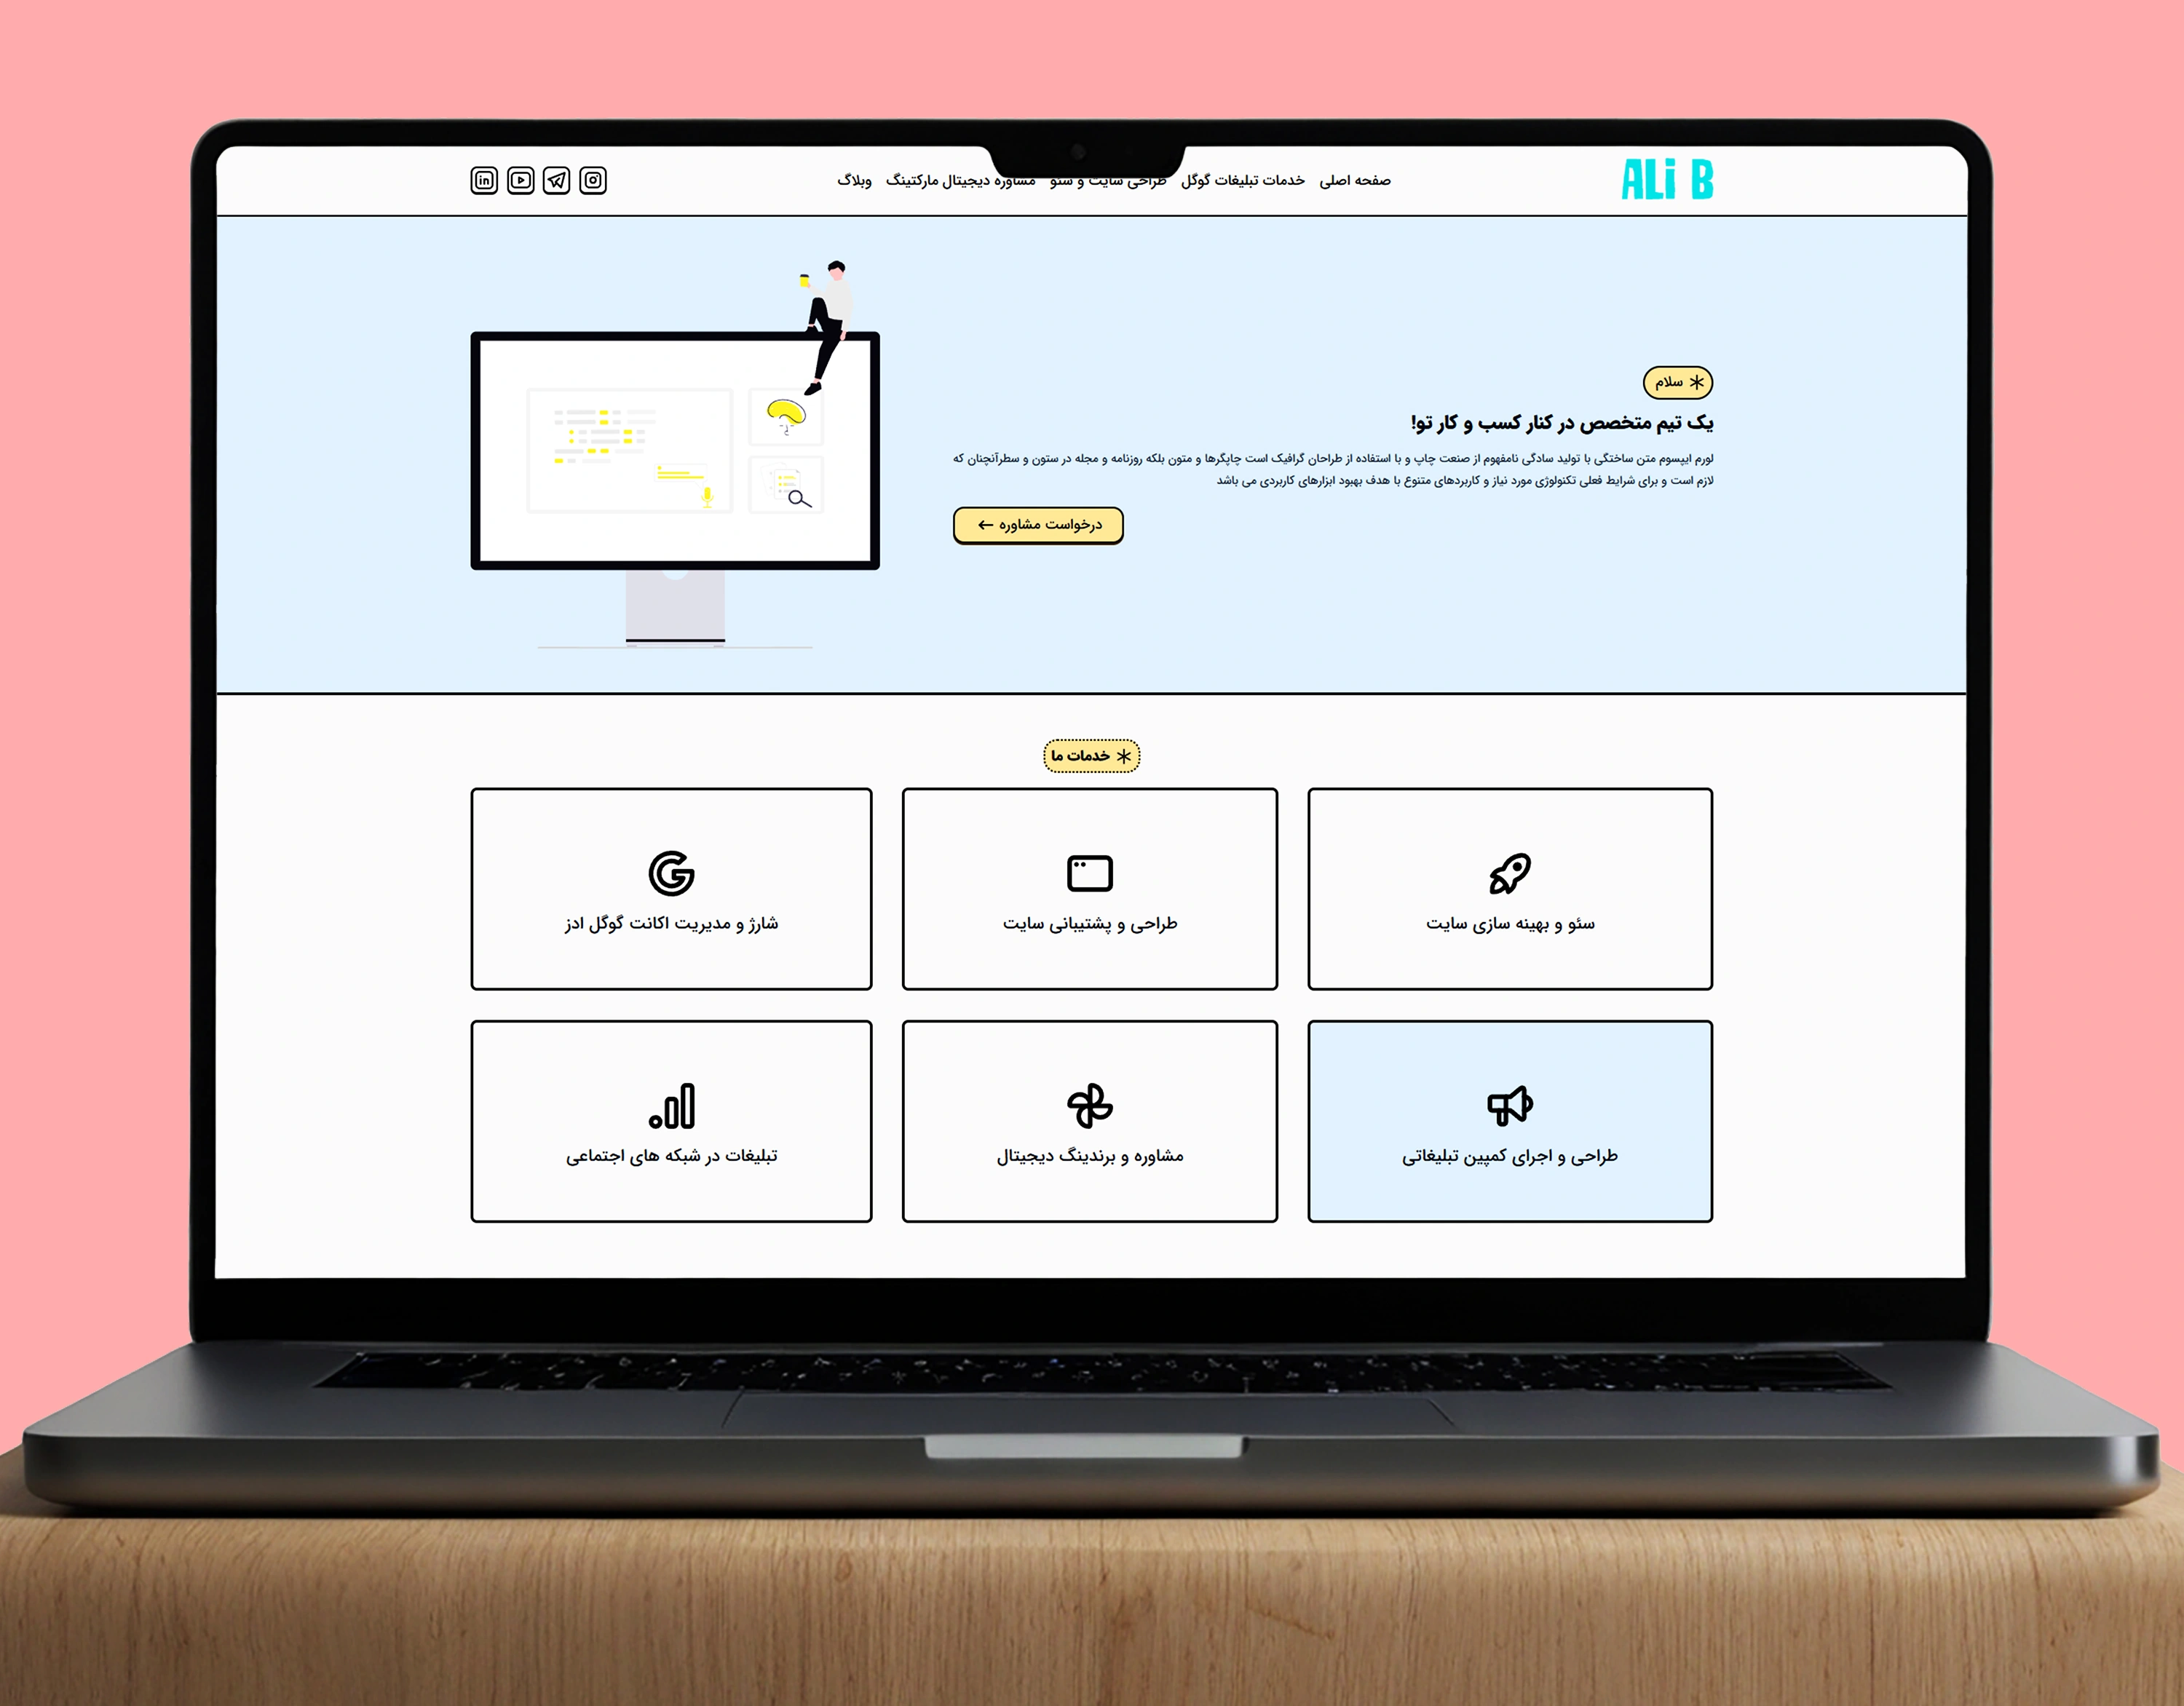 ALi B
صفحه اصلی خدمات تبلیغات گوگل طراحی سایت و سئو مشاوره دیجیتال مارکتینگ وبلاگ
in
سلام
یک تیم متخصص در کنار کسب و کار تو!
لورم ایپسوم متن ساختگی با تولید سادگی نامفهوم از صنعت چاپ و با استفاده از طراحان گرافیک است چاپگرها و متون بلکه روزنامه و مجله در ستون و سطرآنچنان که
لازم است و برای شرایط فعلی تکنولوژی مورد نیاز و کاربردهای متنوع با هدف بهبود ابزارهای کاربردی می باشد
درخواست مشاوره ←
خدمات ما
سئو و بهینه سازی سایت
طراحی و پشتیبانی سایت
شارژ و مدیریت اکانت گوگل ادز
طراحی و اجرای کمپین تبلیغاتی
مشاوره و برندینگ دیجیتال
تبلیغات در شبکه های اجتماعی